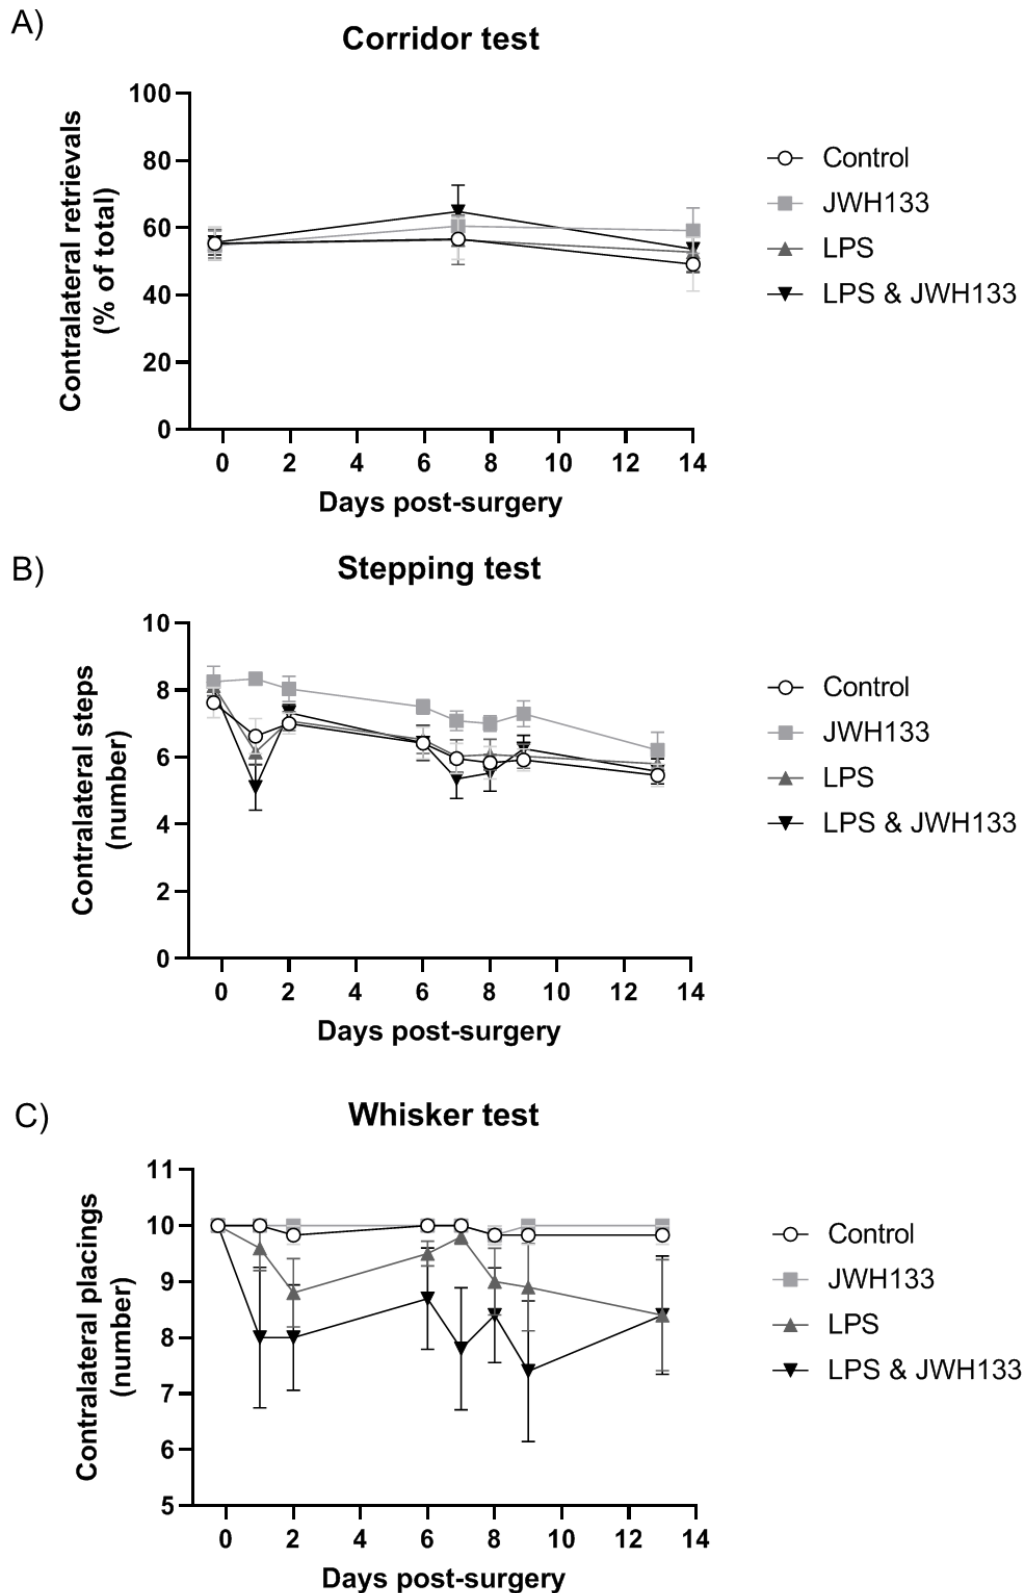 A)
Corridor test
Contralateral retrievals
(% of total)
100
80
60
40
20
0
0 2 4 6 8 10 12 14
Days post-surgery
Control
JWH133
LPS
LPS & JWH133
B)
Stepping test
Contralateral steps
(number)
10
8
6
4
2
0
0 2 4 6 8 10 12 14
Days post-surgery
Control
JWH133
LPS
LPS & JWH133
C)
Whisker test
Contralateral placings
(number)
11
10
9
8
7
6
5
0 2 4 6 8 10 12 14
Days post-surgery
Control
JWH133
LPS
LPS & JWH133